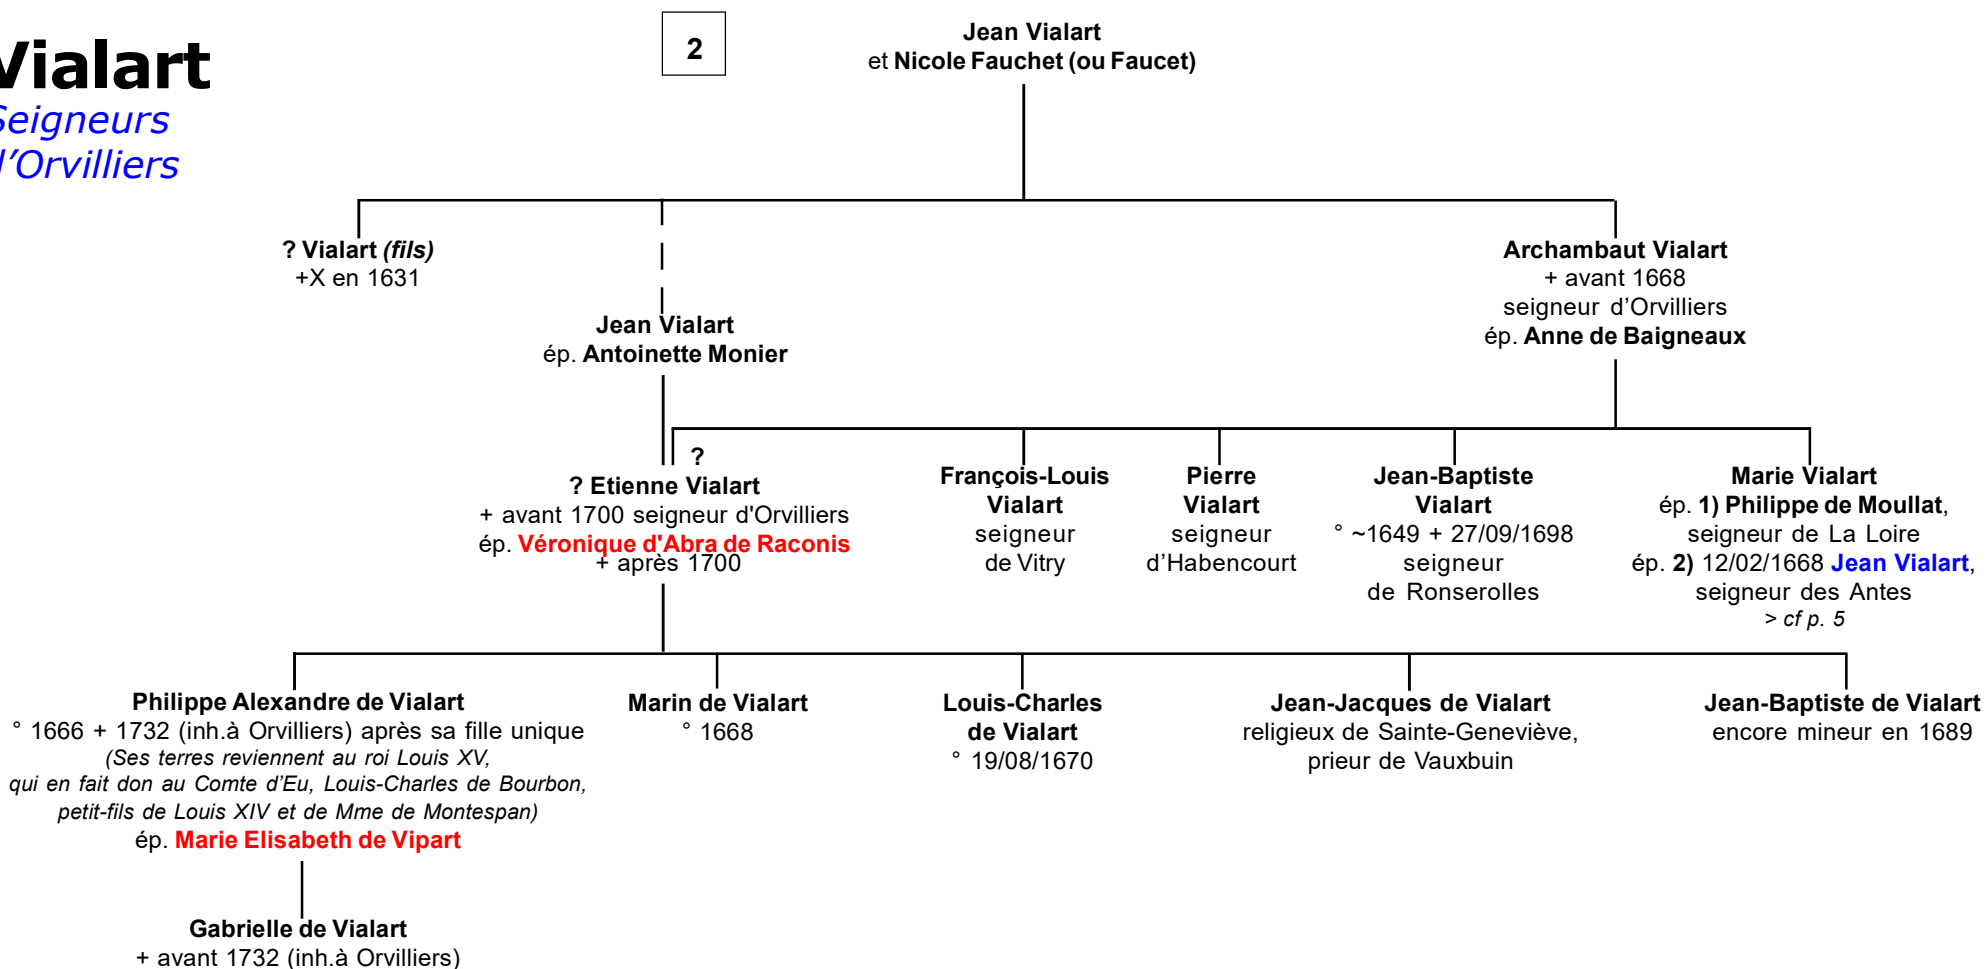 Vialart
Seigneurs
d'Orvilliers
2
Jean Vialart
et Nicole Fauchet (ou Faucet)
? Vialart (fils)
+X en 1631
Jean Vialart
ép. Antoinette Monier
Archambaut Vialart
+ avant 1668
seigneur d'Orvilliers
ép. Anne de Baigneaux
?
? Etienne Vialart
+ avant 1700 seigneur d'Orvilliers
ép. Véronique d'Abra de Raconis
+ après 1700
François-Louis
Vialart
seigneur
de Vitry
Pierre
Vialart
seigneur
d'Habencourt
Jean-Baptiste
Vialart
° ~1649 + 27/09/1698
seigneur
de Ronserolles
Marie Vialart
ép. 1) Philippe de Moullat,
seigneur de La Loire
ép. 2) 12/02/1668 Jean Vialart,
seigneur des Antes
> cf p. 5
Philippe Alexandre de Vialart
° 1666 + 1732 (inh.à Orvilliers) après sa fille unique
(Ses terres reviennent au roi Louis XV,
qui en fait don au Comte d'Eu, Louis-Charles de Bourbon,
petit-fils de Louis XIV et de Mme de Montespan)
ép. Marie Elisabeth de Vipart
Marin de Vialart
° 1668
Louis-Charles
de Vialart
° 19/08/1670
Jean-Jacques de Vialart
religieux de Sainte-Geneviève,
prieur de Vauxbuin
Jean-Baptiste de Vialart
encore mineur en 1689
Gabrielle de Vialart
+ avant 1732 (inh.à Orvilliers)